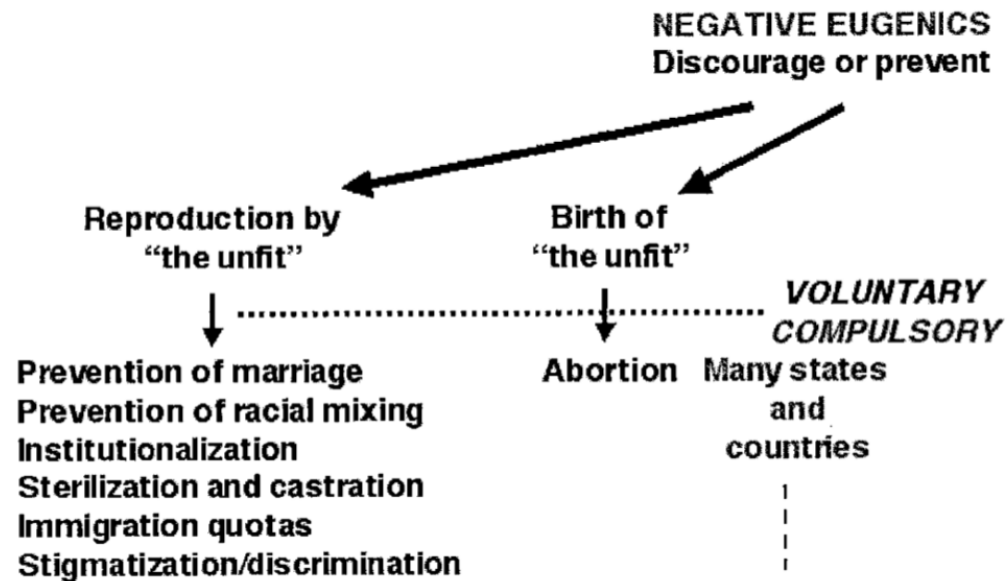 NEGATIVE EUGENICS
Discourage or prevent
Reproduction by
“the unfit”
Birth of
“the unfit”
VOLUNTARY
COMPULSORY
Prevention of marriage
Prevention of racial mixing
Institutionalization
Sterilization and castration
Immigration quotas
Stigmatization/discrimination
Abortion
Many states
and
countries